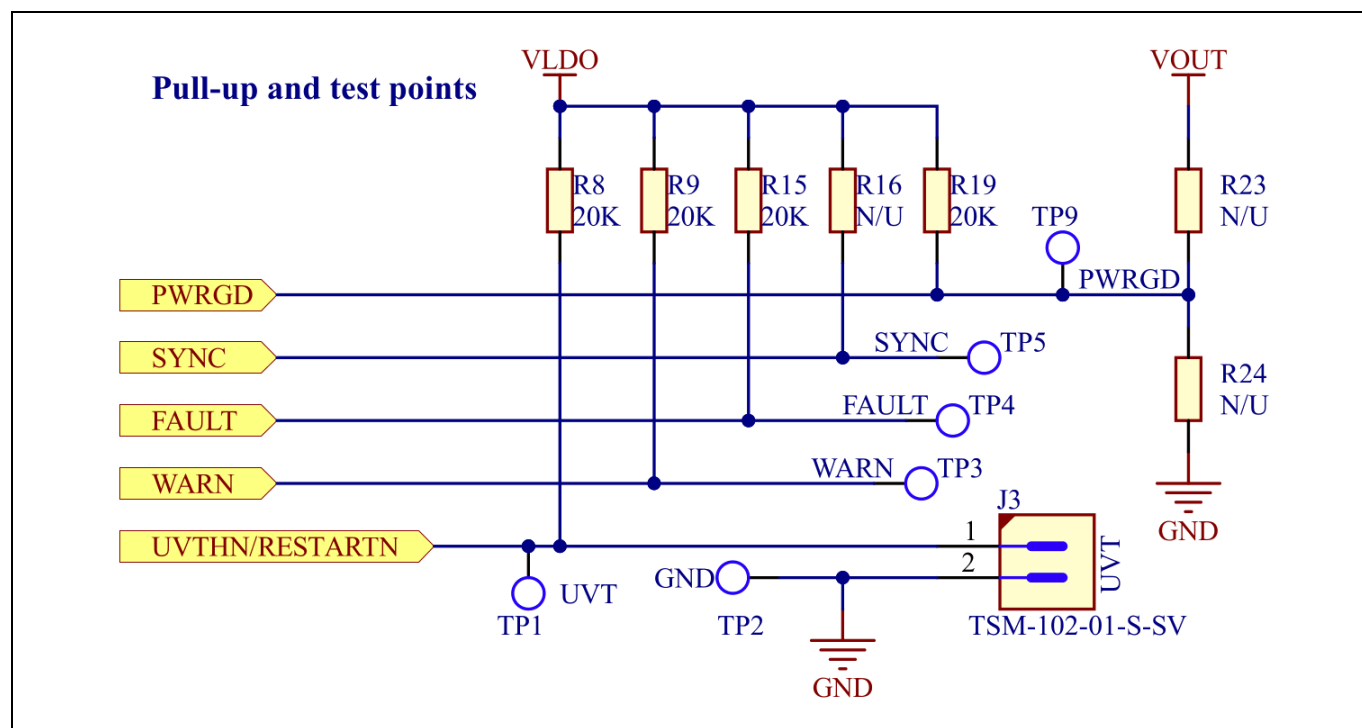 VLDO
VOUT
Pull-up and test points
R8
20K
R9
20K
R15
20K
R16
N/U
R19
20K
R23
N/U
TP9
PWRGD
PWRGD
SYNC
SYNC
TP5
R24
N/U
FAULT
FAULT
TP4
WARN
WARN
TP3
J3
GND
UVTHN/RESTARTN
1
2
UVT
GND
UVT
TP1
TP2
TSM-102-01-S-SV
GND